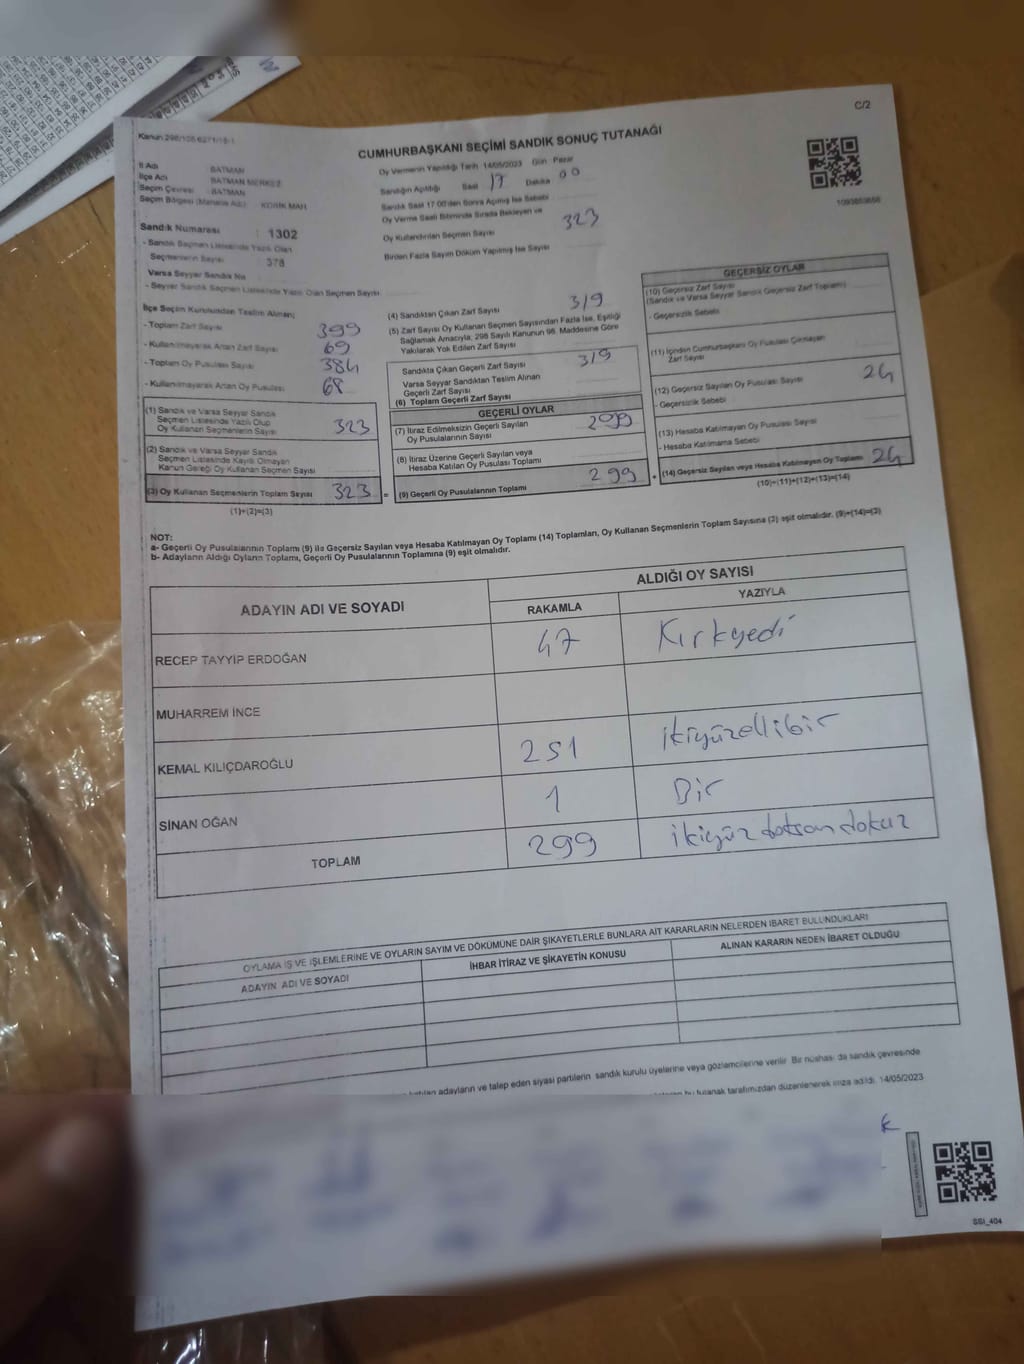 C/2
Kanun 298/105 6271/18-1
CUMHURBAŞKANI SEÇİMİ SANDIK SONUÇ TUTANAĞI
İl Adı BATMAN
İlçe Adı BATMAN MERKEZ
Seçim Çevresi : BATMAN
Seçim Bölgesi (Mahalle Adı) : KORİK MAH.
Oy Vermenin Yapıldığı Tarih 14/05/2023 Gün Pazar
Sandığın Açıldığı Saat 17 Dakika 00
Sandık Saat 17.00'den Sonra Açılmış İse Sebebi
Oy Verme Saati Bitiminde Sırada Bekleyen ve
Oy Kullandırılan Seçmen Sayısı 323
Birden Fazla Sayım Döküm Yapılmış İse Sayısı
1093853658
Sandık Numarası : 1302
- Sandık Seçmen Listesinde Yazılı Olan
Seçmenlerin Sayısı : 378
Varsa Seyyar Sandık No
- Seyyar Sandık Seçmen Listesinde Yazılı Olan Seçmen Sayısı
İlçe Seçim Kurulundan Teslim Alınan;
- Toplam Zarf Sayısı 399
- Kullanılmayarak Artan Zarf Sayısı 69
- Toplam Oy Pusulası Sayısı 384
- Kullanılmayarak Artan Oy Pusulası 68
(1) Sandık ve Varsa Seyyar Sandık
Seçmen Listesinde Yazılı Olup
Oy Kullanan Seçmenlerin Sayısı 323
(2) Sandık ve Varsa Seyyar Sandık
Seçmen Listesinde Kayıtlı Olmayan
Kanun Gereği Oy Kullanan Seçmen Sayısı
(3) Oy Kullanan Seçmenlerin Toplam Sayısı 323 =
(1)+(2)=(3)
(4) Sandıktan Çıkan Zarf Sayısı 319
(5) Zarf Sayısı Oy Kullanan Seçmen Sayısından Fazla İse, Eşitliği
Sağlamak Amacıyla, 298 Sayılı Kanunun 98. Maddesine Göre
Yakılarak Yok Edilen Zarf Sayısı
Sandıkta Çıkan Geçerli Zarf Sayısı 319
Varsa Seyyar Sandıktan Teslim Alınan
Geçerli Zarf Sayısı
(6) Toplam Geçerli Zarf Sayısı
GEÇERLİ OYLAR
(7) İtiraz Edilmeksizin Geçerli Sayılan
Oy Pusulalarının Sayısı 299
(8) İtiraz Üzerine Geçerli Sayılan veya
Hesaba Katılan Oy Pusulası Toplamı
(9) Geçerli Oy Pusulalarının Toplamı 299 +
GEÇERSİZ OYLAR
(10) Geçersiz Zarf Sayısı
(Sandık ve Varsa Seyyar Sandık Geçersiz Zarf Toplamı)
- Geçersizlik Sebebi
(11) İçinden Cumhurbaşkanı Oy Pusulası Çıkmayan
Zarf Sayısı
(12) Geçersiz Sayılan Oy Pusulası Sayısı 24
- Geçersizlik Sebebi
(13) Hesaba Katılmayan Oy Pusulası Sayısı
- Hesaba Katılmama Sebebi
(14) Geçersiz Sayılan veya Hesaba Katılmayan Oy Toplamı 24
(10)+(11)+(12)+(13)=(14)
NOT:
a- Geçerli Oy Pusulalarının Toplamı (9) ile Geçersiz Sayılan veya Hesaba Katılmayan Oy Toplamı (14) Toplamları, Oy Kullanan Seçmenlerin Toplam Sayısına (3) eşit olmalıdır. (9)+(14)=(3)
b- Adayların Aldığı Oyların Toplamı, Geçerli Oy Pusulalarının Toplamına (9) eşit olmalıdır.
ADAYIN ADI VE SOYADI
ALDIĞI OY SAYISI
RAKAMLA YAZIYLA
RECEP TAYYİP ERDOĞAN 47 Kırkyedi
MUHARREM İNCE
KEMAL KILIÇDAROĞLU 251 ikiyüzellibir
SİNAN OĞAN 1 Bir
TOPLAM 299 ikiyüz doksan dokuz
OYLAMA İŞ VE İŞLEMLERİNE VE OYLARIN SAYIM VE DÖKÜMÜNE DAİR ŞİKAYETLERLE BUNLARA AİT KARARLARIN NELERDEN İBARET BULUNDUKLARI
ADAYIN ADI VE SOYADI İHBAR İTİRAZ VE ŞİKAYETİN KONUSU ALINAN KARARIN NEDEN İBARET OLDUĞU
adayların ve talep eden siyasi partilerin sandık kurulu üyelerine veya gözlemcilerine verilir. Bir nüshası da sandık çevresinde
bu tutanak tarafımızdan düzenlenerek imza edildi. 14/05/2023
SSI_404